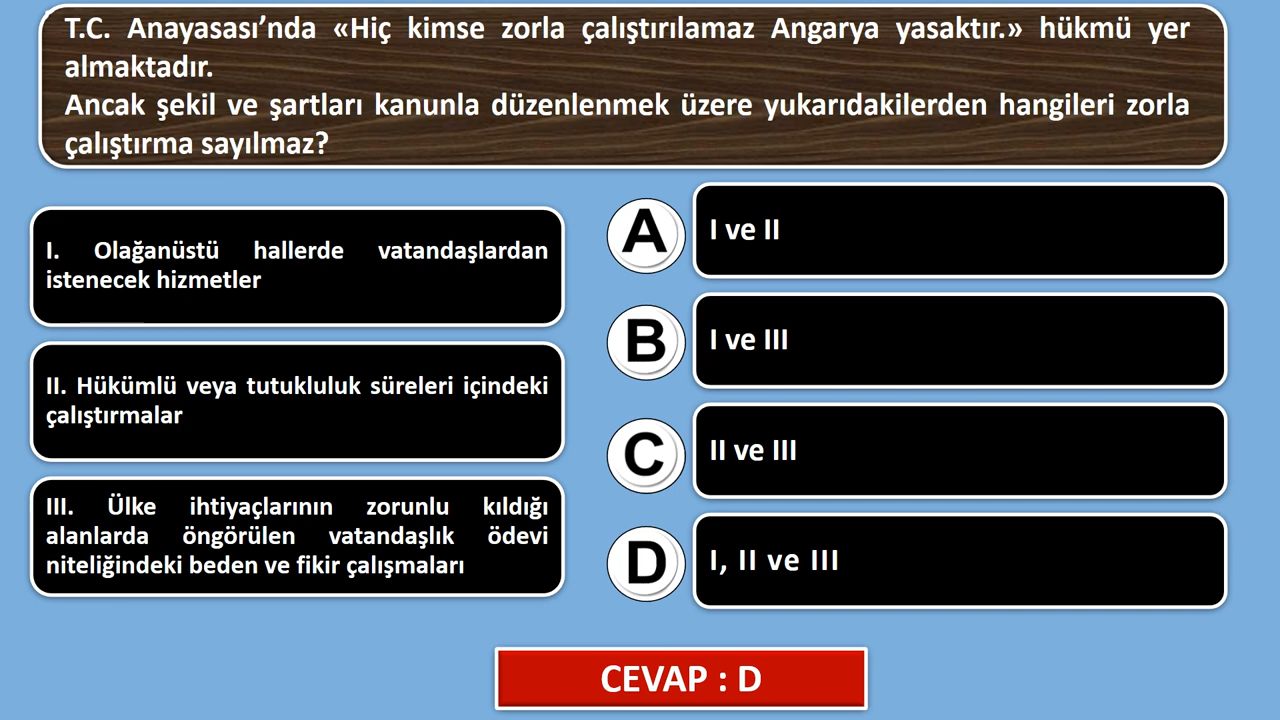 T.C. Anayasası’nda «Hiç kimse zorla çalıştırılamaz Angarya yasaktır.» hükmü yer
almaktadır.
Ancak şekil ve şartları kanunla düzenlenmek üzere yukarıdakilerden hangileri zorla
çalıştırma sayılmaz?
I. Olağanüstü hallerde vatandaşlardan
istenecek hizmetler
II. Hükümlü veya tutukluluk süreleri içindeki
çalıştırmalar
III. Ülke ihtiyaçlarının zorunlu kıldığı
alanlarda öngörülen vatandaşlık ödevi
niteliğindeki beden ve fikir çalışmaları
A I ve II
B I ve III
C II ve III
D I, II ve III
CEVAP : D